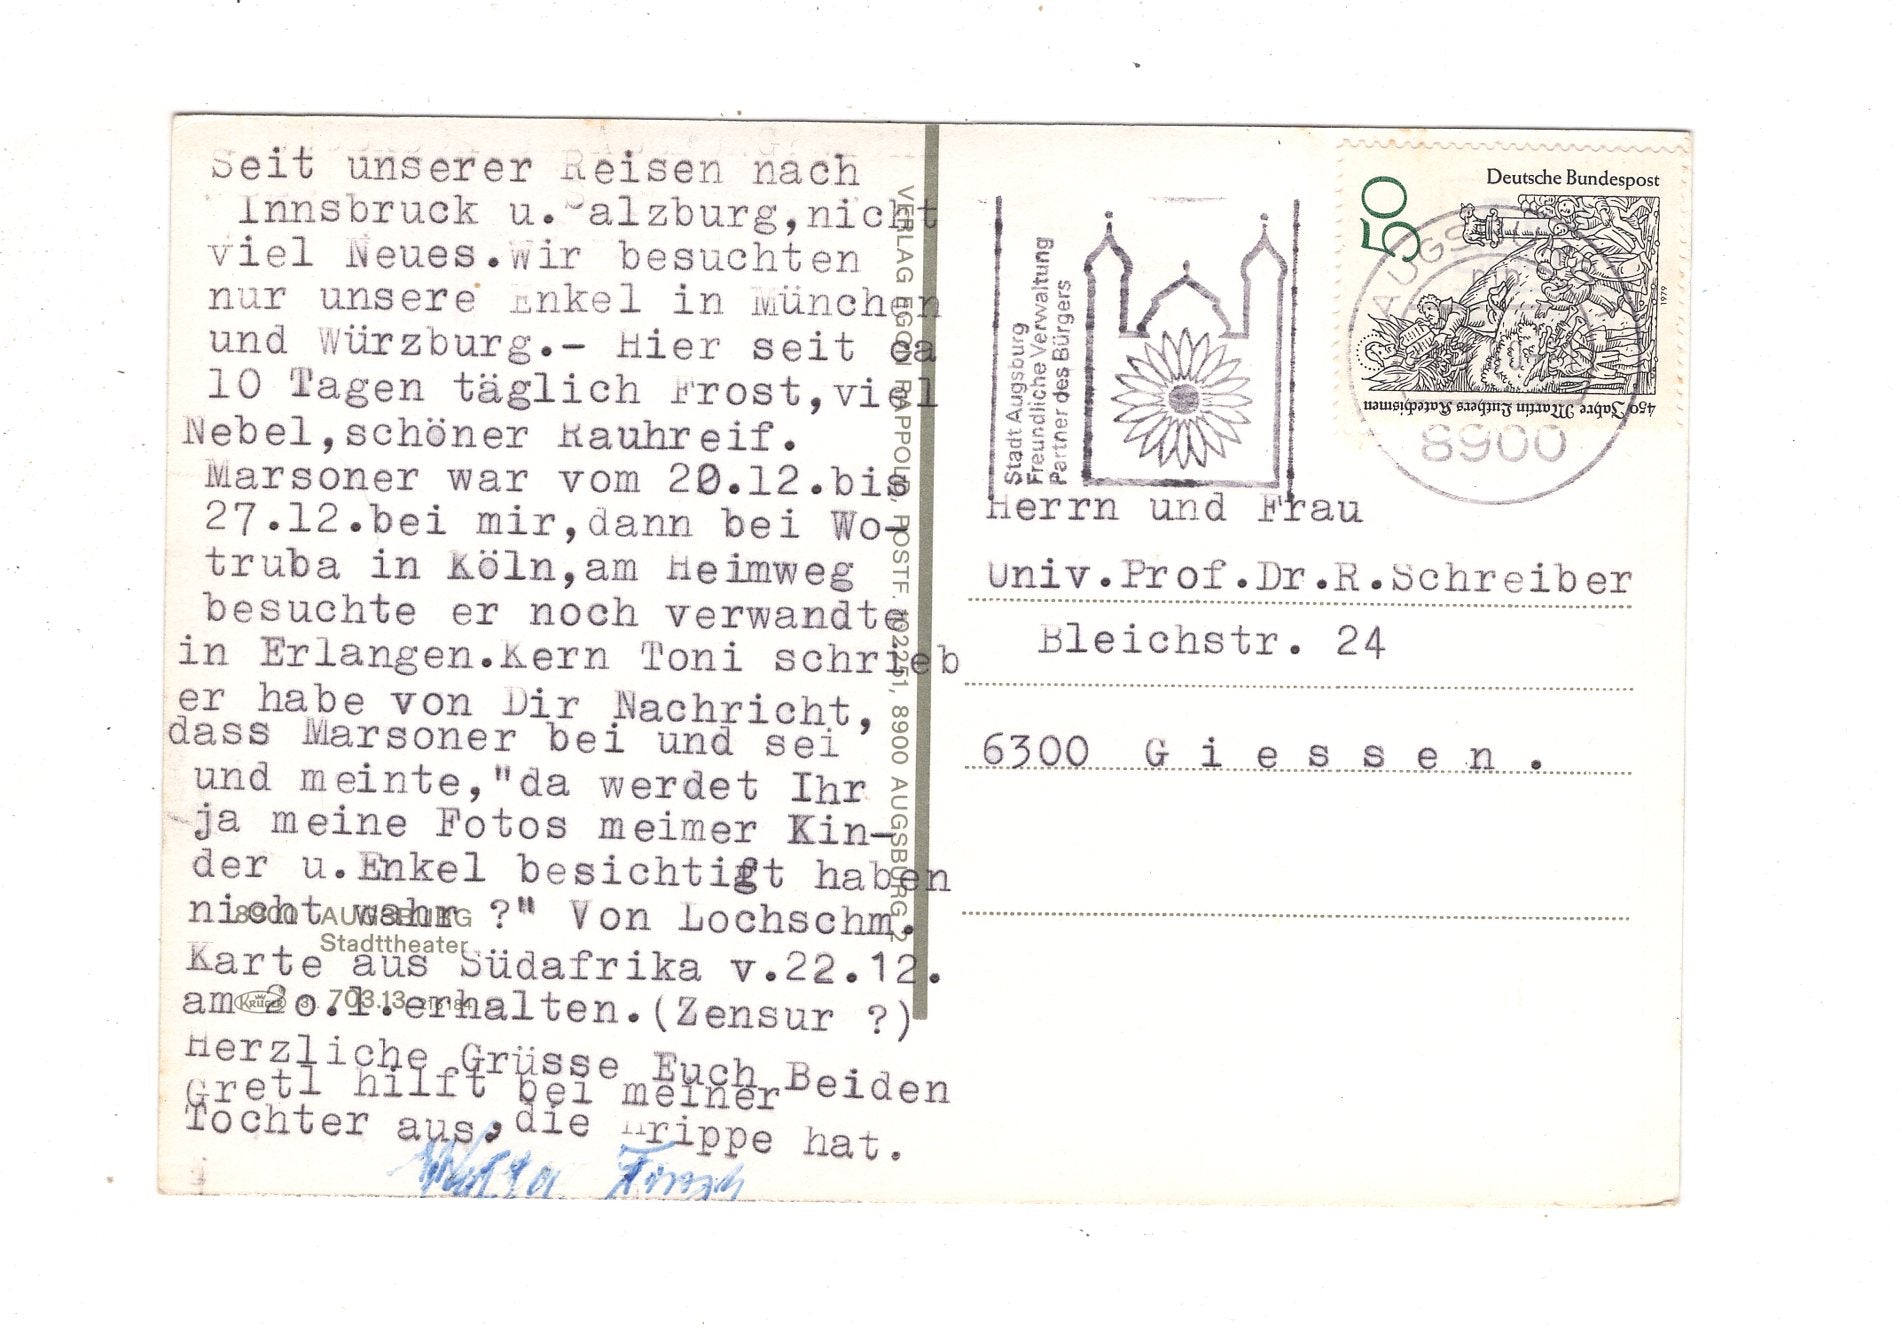 Seit unserer Reisen nach
Innsbruck u. Salzburg,nicht
viel Neues.Wir besuchten
nur unsere Enkel in München
und Würzburg.- Hier seit ca
10 Tagen täglich Frost,viel
Nebel,schöner Rauhreif.
Marsoner war vom 20.12.bis
27.12.bei mir,dann bei Wo-
truba in Köln,am Heimweg
besuchte er noch verwandte
in Erlangen.Kern Toni schrieb
er habe von Dir Nachricht,
dass Marsoner bei und sei
und meinte,"da werdet Ihr
ja meine Fotos meimer Kin-
der u.Enkel besichtigt haben
nicht wahr ?" Von Lochschm.
Karte aus Südafrika v.22.12.
am 2o.1.erhalten.(Zensur ?)
Herzliche Grüsse Euch Beiden
Gretl hilft bei meiner
Tochter aus,die Grippe hat.
8900 AUGSBURG
Stadttheater
KRÜGER
703.13
VERLAG EGON RAPPOLD, POSTF. 102251, 8900 AUGSBURG 2
Stadt Augsburg
Freundliche Verwaltung
Partner des Bürgers
Deutsche Bundespost
50
1979
450 Jahre Martin Luthers Katechismen
AUGSBURG
8900
Herrn und Frau
Univ.Prof.Dr.R.Schreiber
Bleichstr. 24
6300 G i e s s e n .